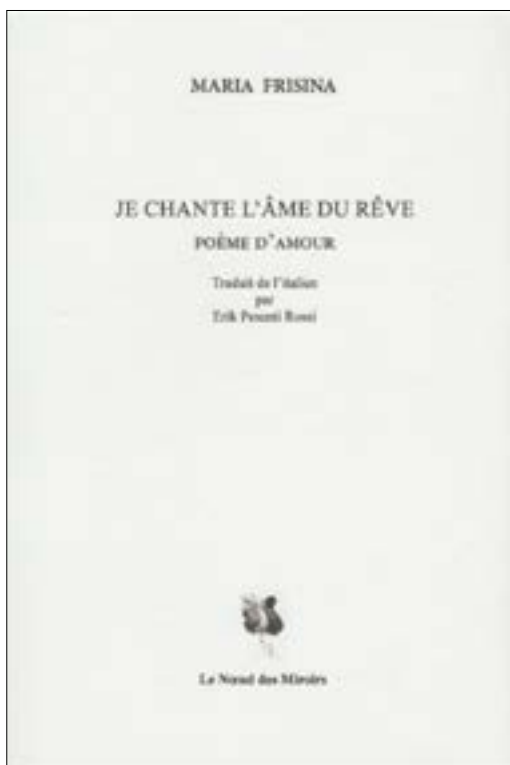 MARIA FRISINA
JE CHANTE L'ÂME DU RÊVE
POÈME D'AMOUR
Traduit de l'italien
par
Erik Pesenti Rossi
Le Nœud des Miroirs